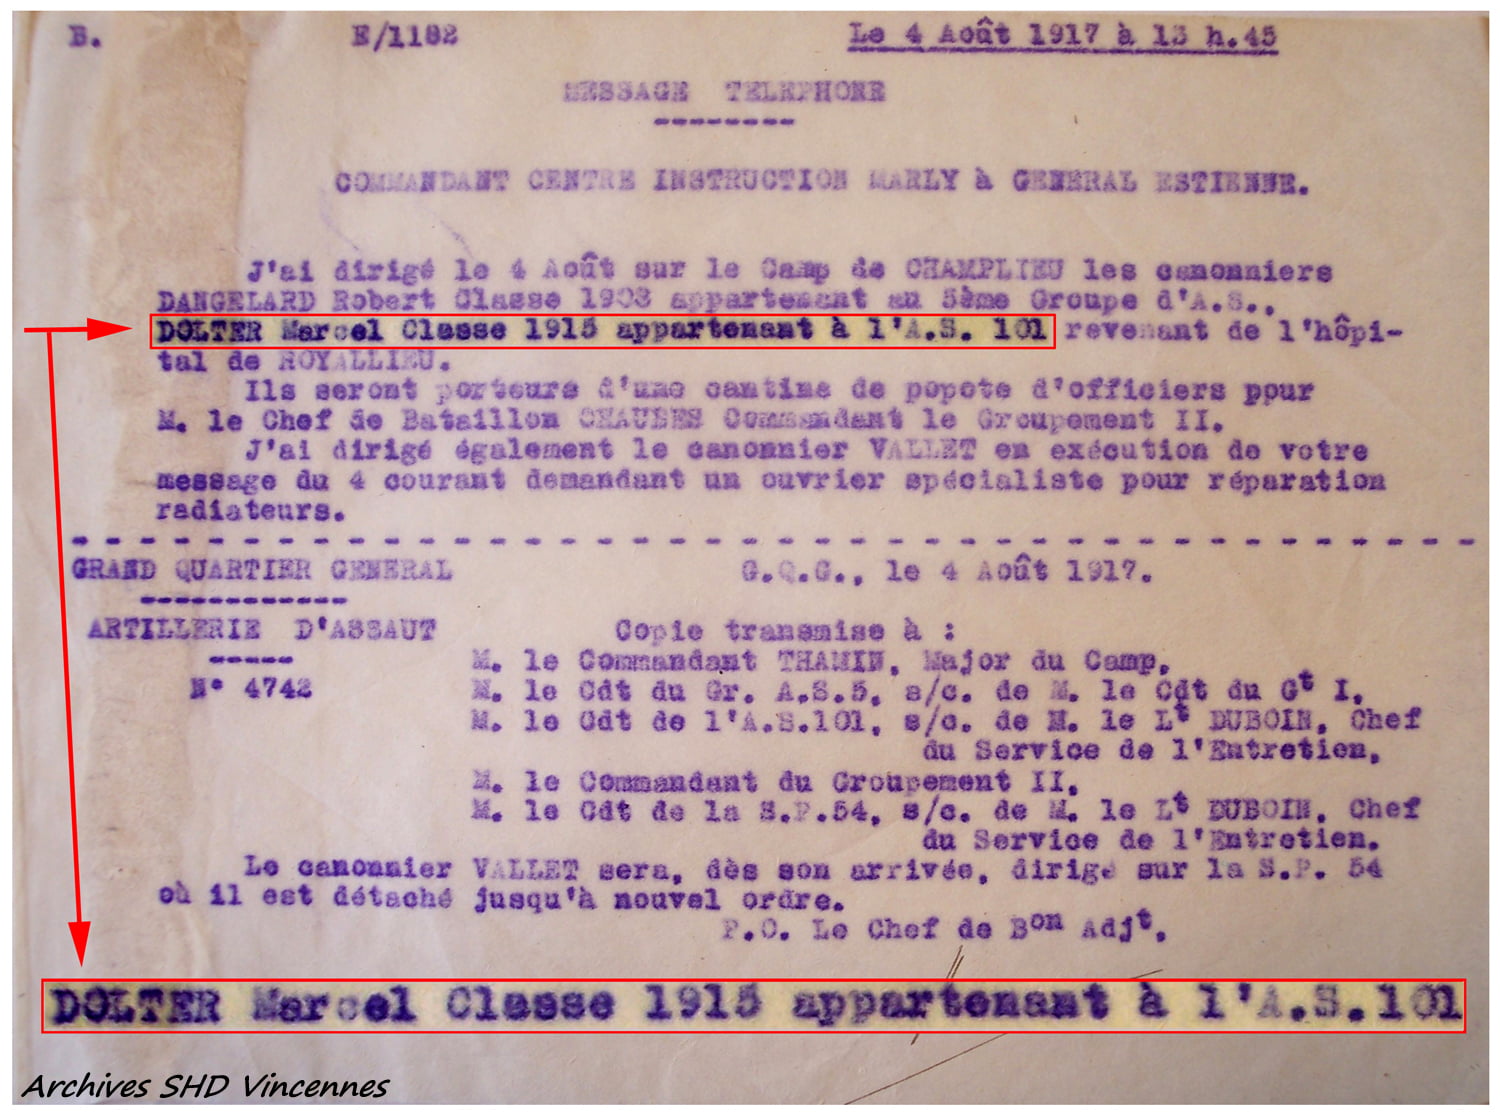 B. E/1182 Le 4 Août 1917 à 13 h.45
MESSAGE TELEPHONE
COMMANDANT CENTRE INSTRUCTION MARLY à GENERAL ESTIENNE.
J'ai dirigé le 4 Août sur le Camp de CHAMPLIEU les canonniers
DANGELARD Robert Classe 1903 appartenant au 5ème Groupe d'A.S.,
DOLTER Marcel Classe 1915 appartenant à l'A.S. 101 revenant de l'hôpi-
tal de ROYALLIEU.
Ils seront porteurs d'une cantine de popote d'officiers ppur
M. le Chef de Bataillon CHAUBES Commandant le Groupement II.
J'ai dirigé également le canonnier VALLET en exécution de votre
message du 4 courant demandant un ouvrier spécialiste pour réparation
radiateurs.
GRAND QUARTIER GENERAL G.Q.G., le 4 Août 1917.
ARTILLERIE D'ASSAUT Copie transmise à :
M. le Commandant THAMIN, Major du Camp,
N° 4742 M. le Cdt du Gr. A.S.5, s/c. de M. le Cdt du Gt I,
M. le Cdt de l'A.S.101, s/c. de M. le Lt DUBOIN, Chef
du Service de l'Entretien,
M. le Commandant du Groupement II,
M. le Cdt de la S.P.54, s/c. de M. le Lt DUBOIN, Chef
du Service de l'Entretien.
Le canonnier VALLET sera, dès son arrivée, dirigé sur la S.P. 54
où il est détaché jusqu'à nouvel ordre.
P.O. Le Chef de Bon Adjt,
DOLTER Marcel Classe 1915 appartenant à l'A.S.101
Archives SHD Vincennes